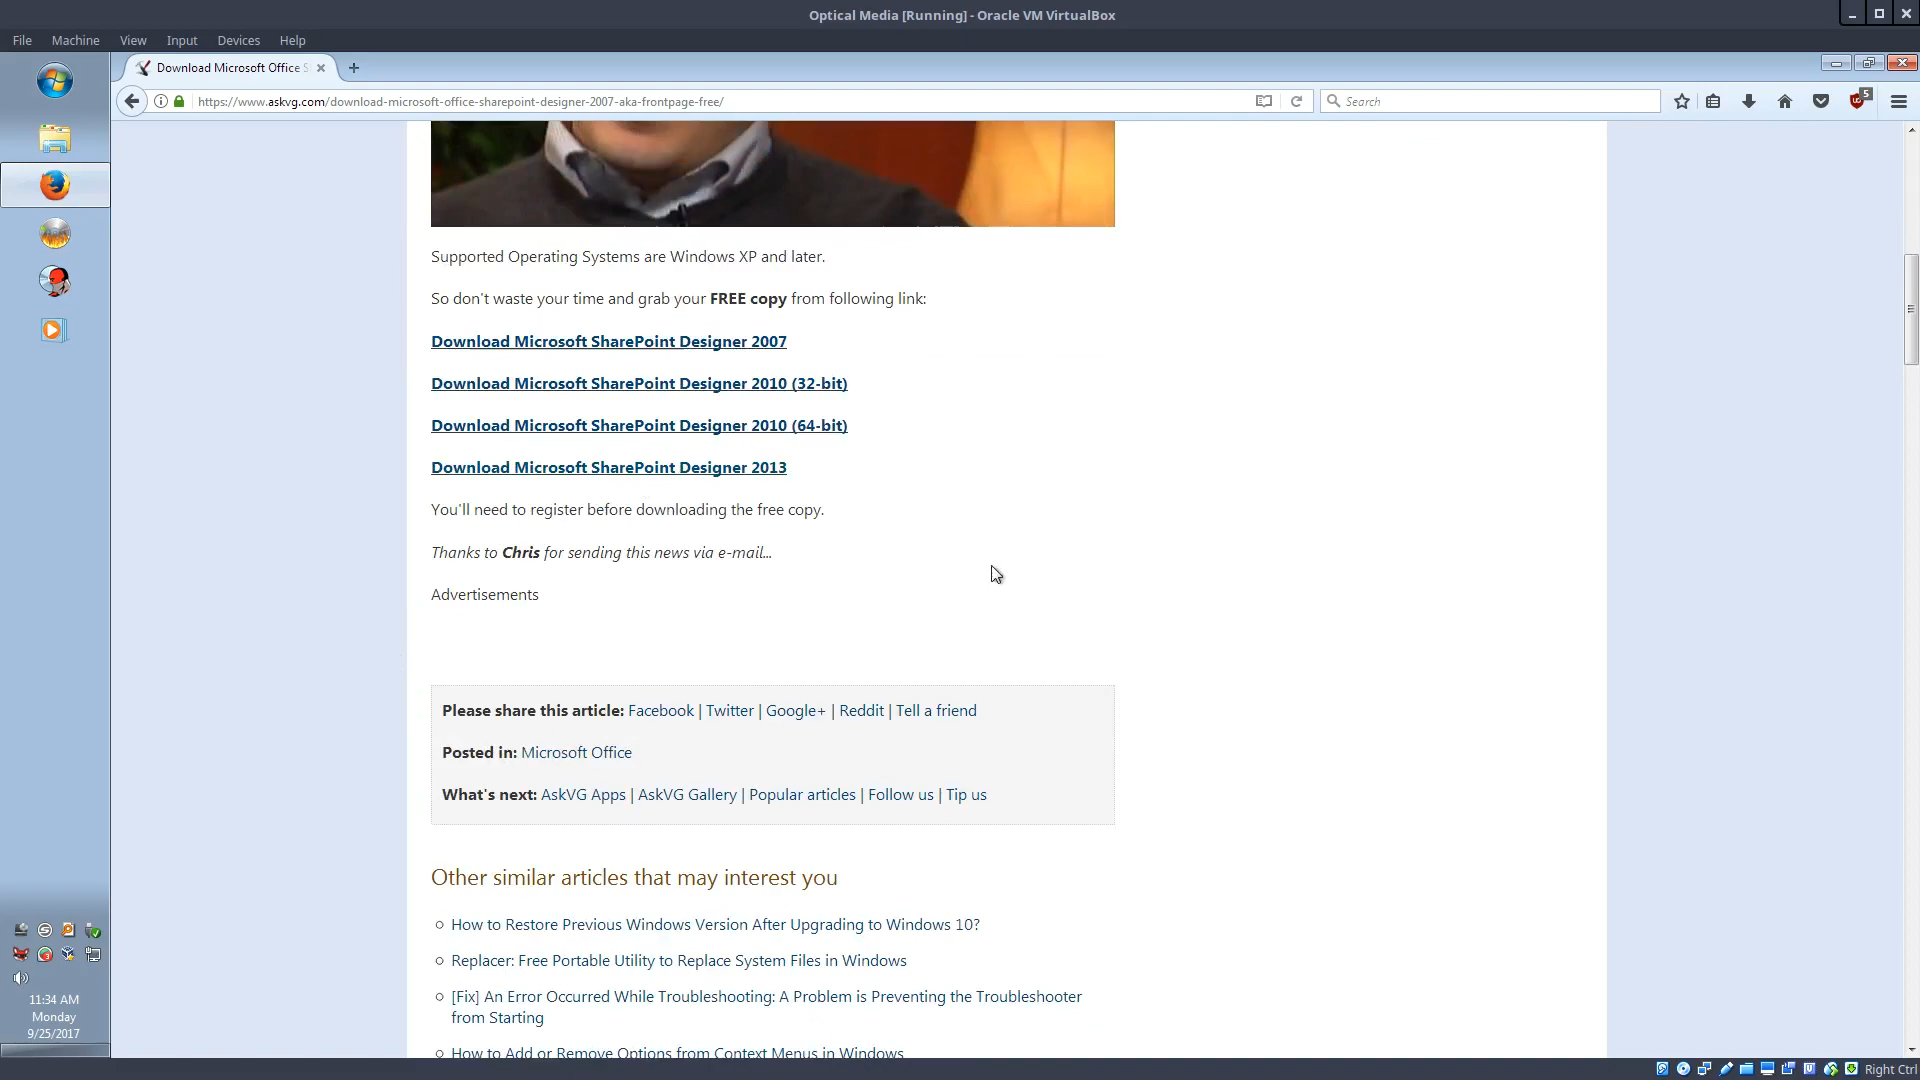 Optical Media [Running] - Oracle VM VirtualBox
File Machine View Input Devices Help
Download Microsoft Office S
https://www.askvg.com/download-microsoft-office-sharepoint-designer-2007-aka-frontpage-free/
Search
5
Supported Operating Systems are Windows XP and later.
So don't waste your time and grab your FREE copy from following link:
Download Microsoft SharePoint Designer 2007
Download Microsoft SharePoint Designer 2010 (32-bit)
Download Microsoft SharePoint Designer 2010 (64-bit)
Download Microsoft SharePoint Designer 2013
You'll need to register before downloading the free copy.
Thanks to Chris for sending this news via e-mail...
Advertisements
Please share this article: Facebook | Twitter | Google+ | Reddit | Tell a friend
Posted in: Microsoft Office
What's next: AskVG Apps | AskVG Gallery | Popular articles | Follow us | Tip us
Other similar articles that may interest you
How to Restore Previous Windows Version After Upgrading to Windows 10?
Replacer: Free Portable Utility to Replace System Files in Windows
[Fix] An Error Occurred While Troubleshooting: A Problem is Preventing the Troubleshooter
from Starting
How to Add or Remove Options from Context Menus in Windows
11:34 AM
Monday
9/25/2017
Right Ctrl